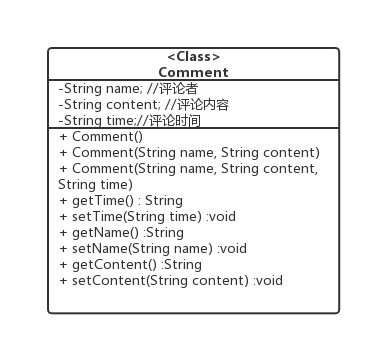 <Class>
Comment
-String name; //评论者
-String content; //评论内容
-String time;//评论时间
+ Comment()
+ Comment(String name, String content)
+ Comment(String name, String content,
String time)
+ getTime() : String
+ setTime(String time) :void
+ getName() :String
+ setName(String name) :void
+ getContent() :String
+ setContent(String content) :void